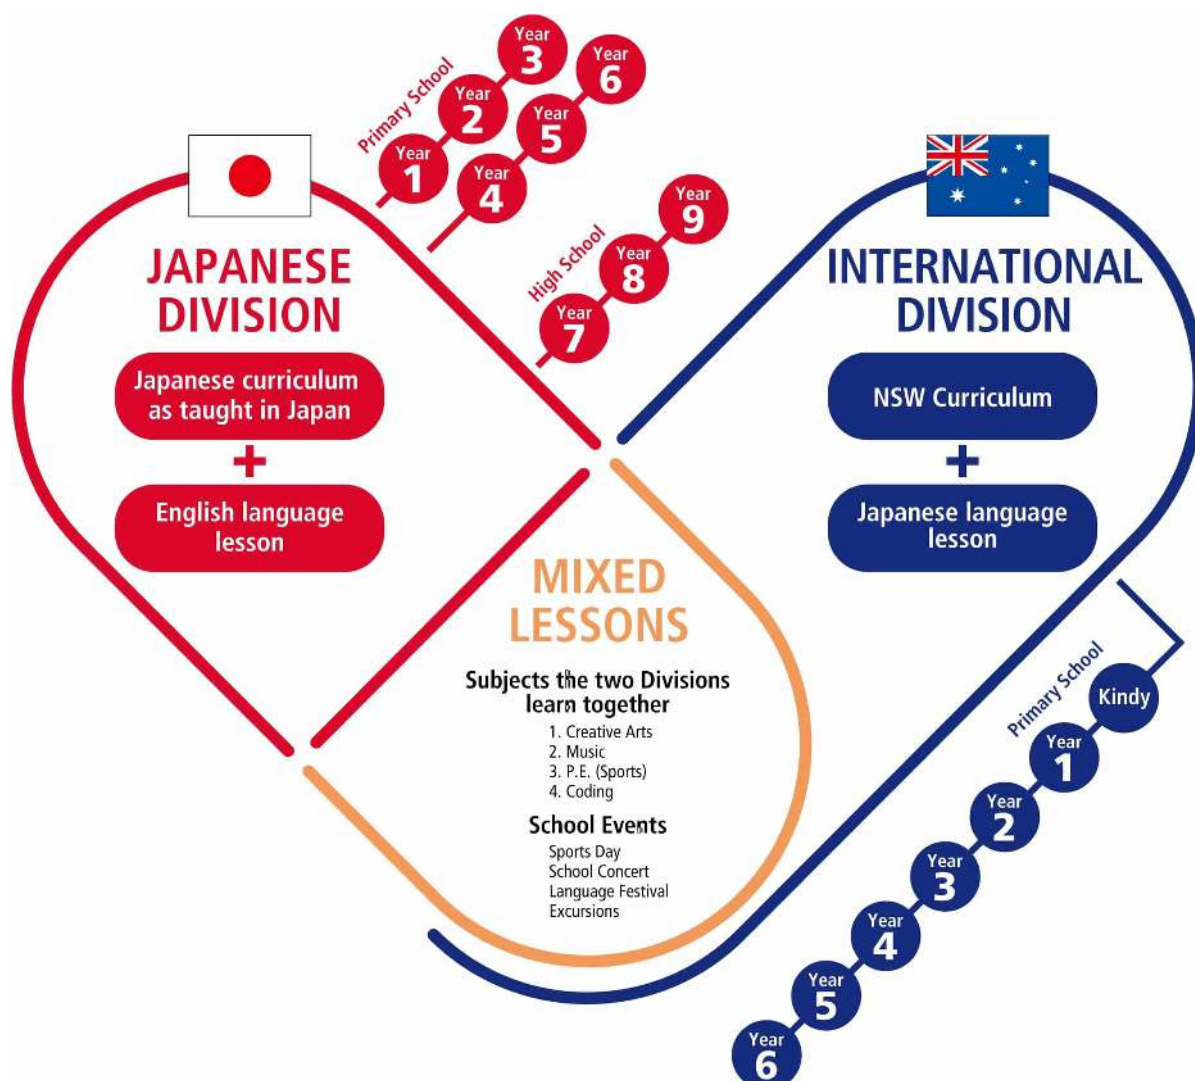 JAPANESE
DIVISION
Japanese curriculum
as taught in Japan
+
English language
lesson
Primary School
Year
1
Year
2
Year
3
Year
4
Year
5
Year
6
High School
Year
7
Year
8
Year
9
INTERNATIONAL
DIVISION
NSW Curriculum
+
Japanese language
lesson
Primary School
Kindy
Year
1
Year
2
Year
3
Year
4
Year
5
Year
6
MIXED
LESSONS
Subjects the two Divisions
learn together
1. Creative Arts
2. Music
3. P.E. (Sports)
4. Coding
School Events
Sports Day
School Concert
Language Festival
Excursions